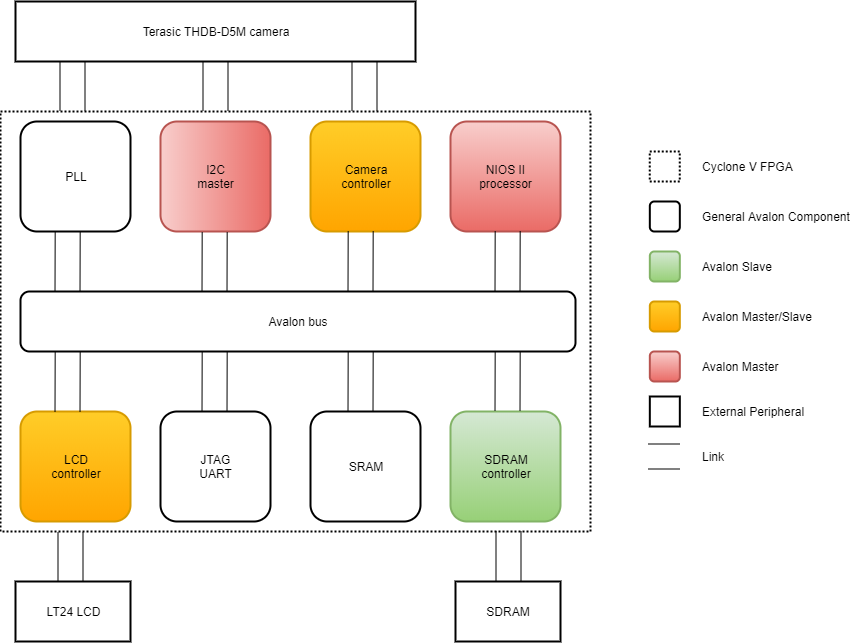 Terasic THDB-D5M camera
PLL
I2C
master
Camera
controller
NIOS II
processor
Avalon bus
LCD
controller
JTAG
UART
SRAM
SDRAM
controller
LT24 LCD
SDRAM
Cyclone V FPGA
General Avalon Component
Avalon Slave
Avalon Master/Slave
Avalon Master
External Peripheral
Link